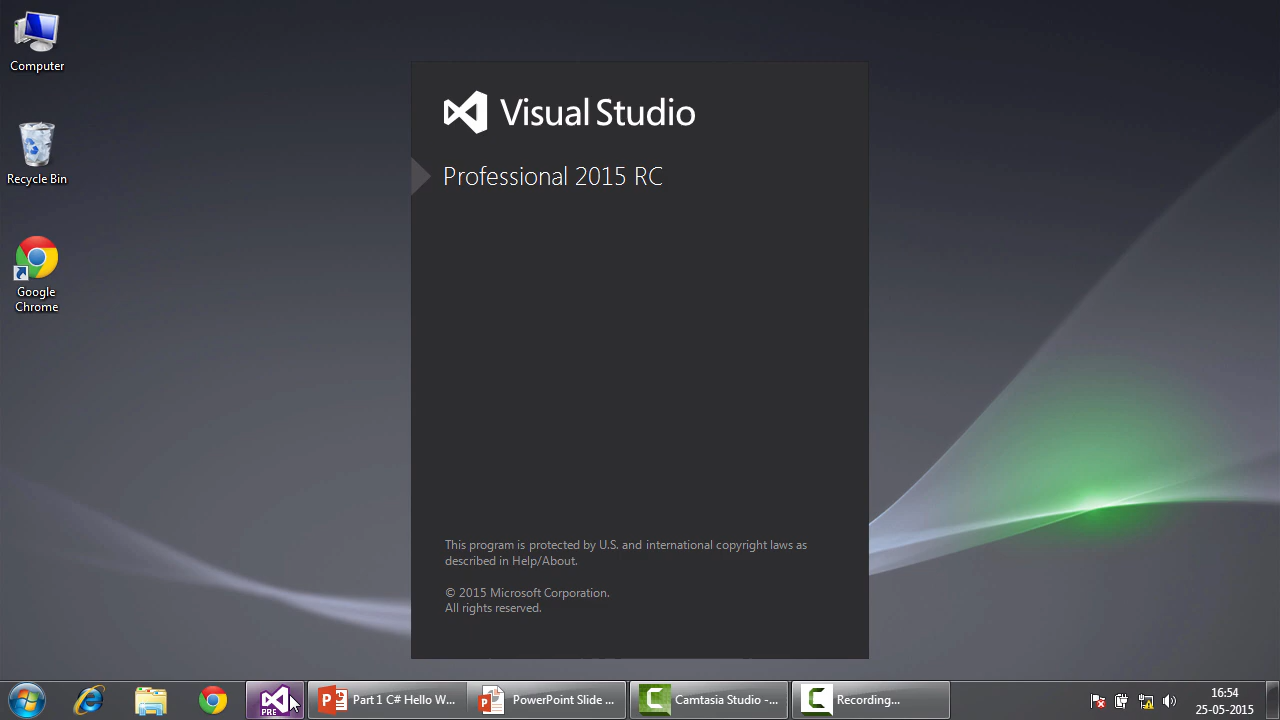 Computer
Recycle Bin
Google
Chrome
Visual Studio
Professional 2015 RC
This program is protected by U.S. and international copyright laws as
described in Help/About.
© 2015 Microsoft Corporation.
All rights reserved.
PRE
Part 1 C# Hello W...
PowerPoint Slide ...
Camtasia Studio -...
Recording...
16:54
25-05-2015